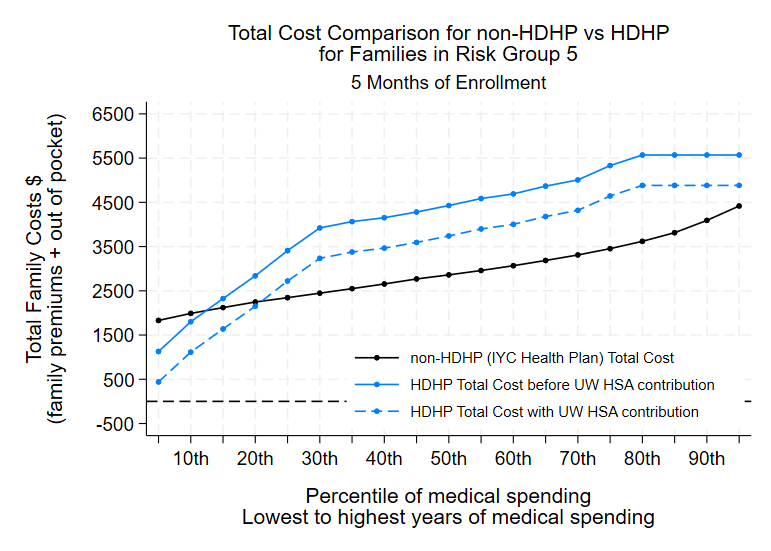 Total Cost Comparison for non-HDHP vs HDHP
for Families in Risk Group 5
5 Months of Enrollment
Total Family Costs $
(family premiums + out of pocket)
6500
5500
4500
3500
2500
1500
500
-500
non-HDHP (IYC Health Plan) Total Cost
HDHP Total Cost before UW HSA contribution
HDHP Total Cost with UW HSA contribution
10th 20th 30th 40th 50th 60th 70th 80th 90th
Percentile of medical spending
Lowest to highest years of medical spending